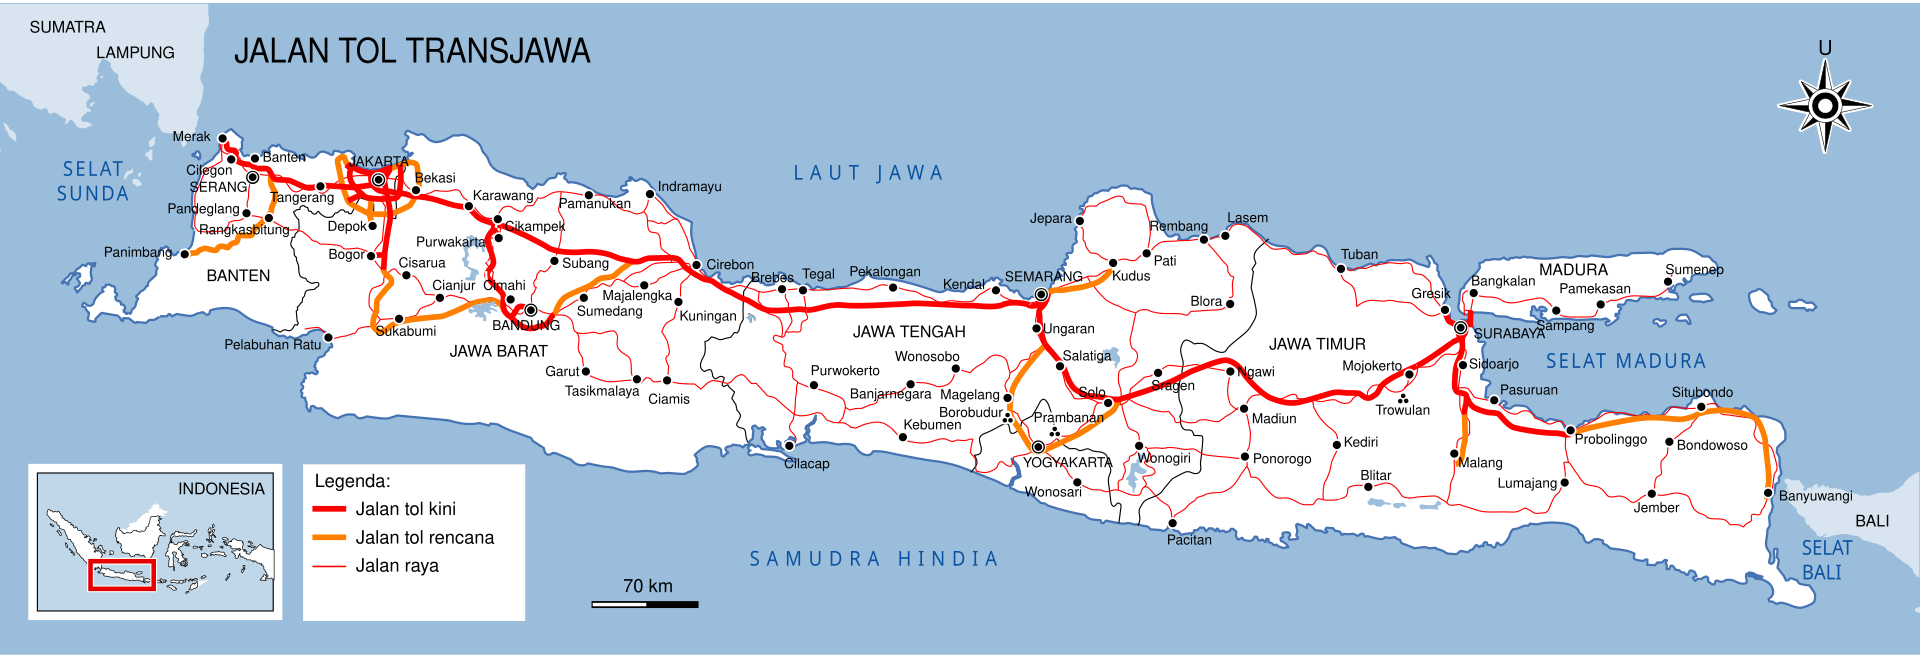 SUMATRA
LAMPUNG
JALAN TOL TRANSJAWA
U
SELAT
SUNDA
LAUT JAWA
Merak
Cilegon
Banten
SERANG
JAKARTA
Bekasi
Tangerang
Pandeglang
Rangkasbitung
Panimbang
BANTEN
Depok
Bogor
Karawang
Cikampek
Purwakarta
Pamanukan
Indramayu
Cisarua
Cianjur
Cimahi
Subang
Cirebon
Sukabumi
Pelabuhan Ratu
BANDUNG
Sumedang
Majalengka
Kuningan
JAWA BARAT
Garut
Tasikmalaya
Ciamis
Brebes
Tegal
Pekalongan
Kendal
SEMARANG
Jepara
Kudus
Pati
Rembang
Lasem
Blora
Tuban
JAWA TENGAH
Ungaran
Salatiga
Wonosobo
Purwokerto
Banjarnegara
Magelang
Borobudur
Kebumen
Cilacap
Solo
Prambanan
Sragen
YOGYAKARTA
Wonosari
Wonogiri
Pacitan
JAWA TIMUR
Ngawi
Madiun
Ponorogo
Kediri
Blitar
Mojokerto
Trowulan
Gresik
SURABAYA
Sidoarjo
Pasuruan
Malang
Probolinggo
Lumajang
Jember
Bondowoso
Situbondo
Banyuwangi
MADURA
Bangkalan
Sampang
Pamekasan
Sumenep
SELAT MADURA
BALI
SELAT
BALI
SAMUDRA HINDIA
INDONESIA
Legenda:
Jalan tol kini
Jalan tol rencana
Jalan raya
70 km